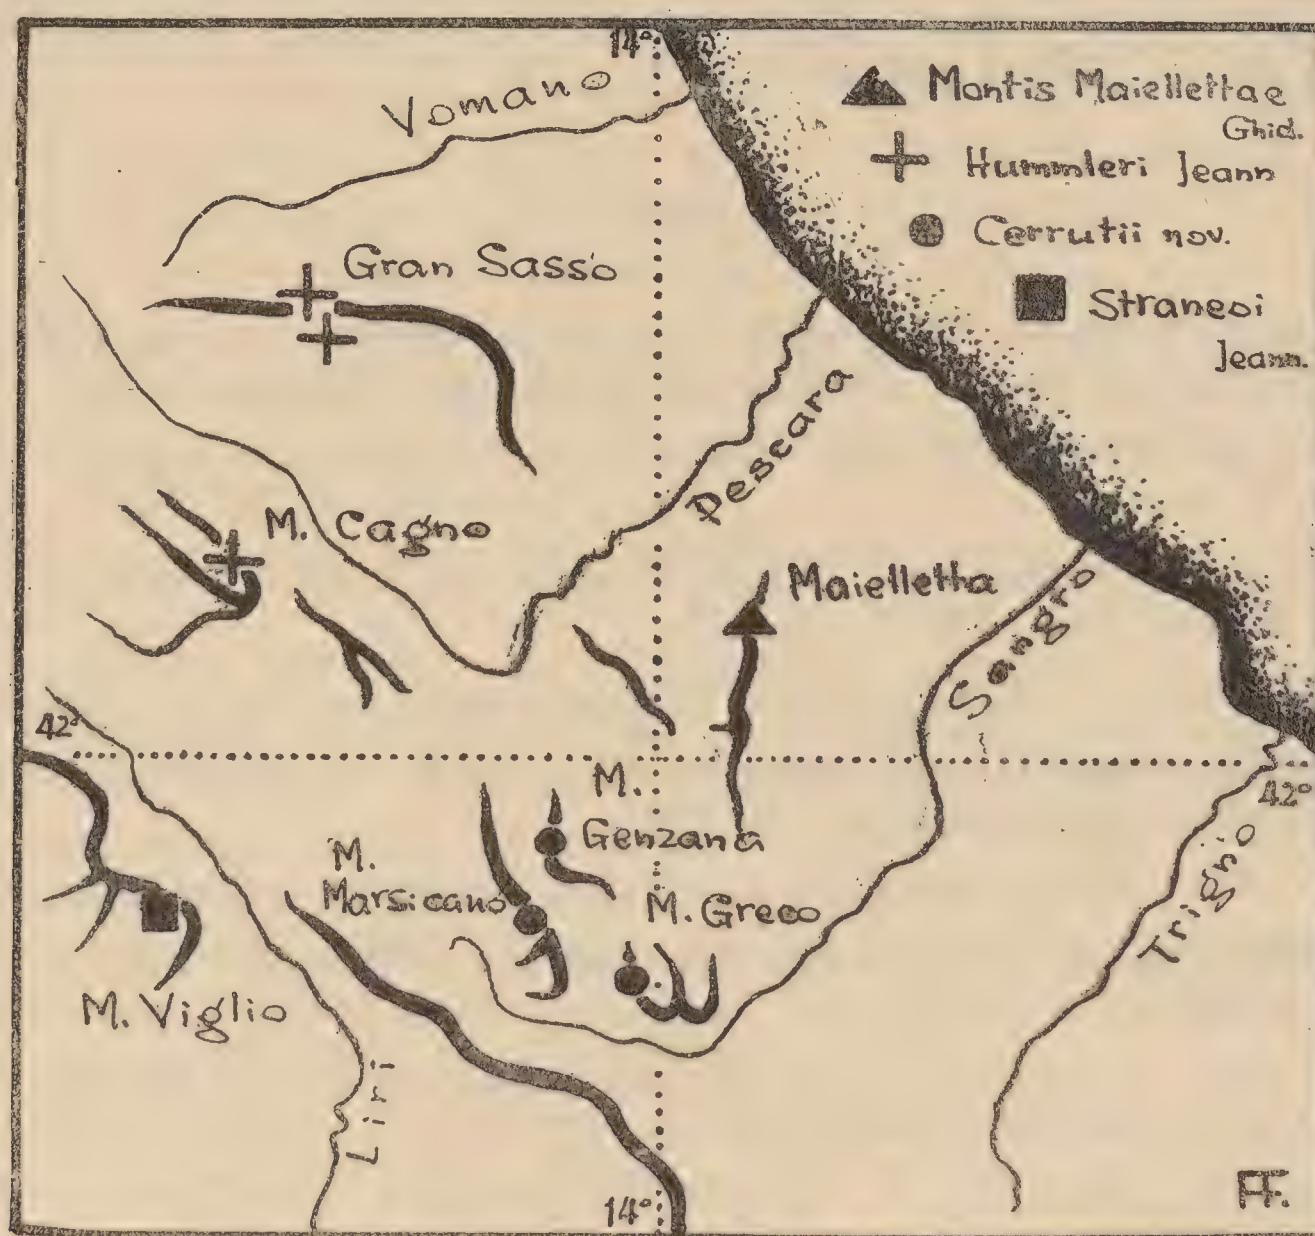 14°
Vomano
Montis Maiellettae
Ghid.
Hummleri Jeann
Cerrutii nov.
Straneoi
Jeann.
Gran Sasso
Pescara
M. Cagno
Maielletta
Sangro
42°
42°
M.
Genzana
M.
Marsicano
M. Greco
Trigno
M. Viglio
Liri
14°
FF.